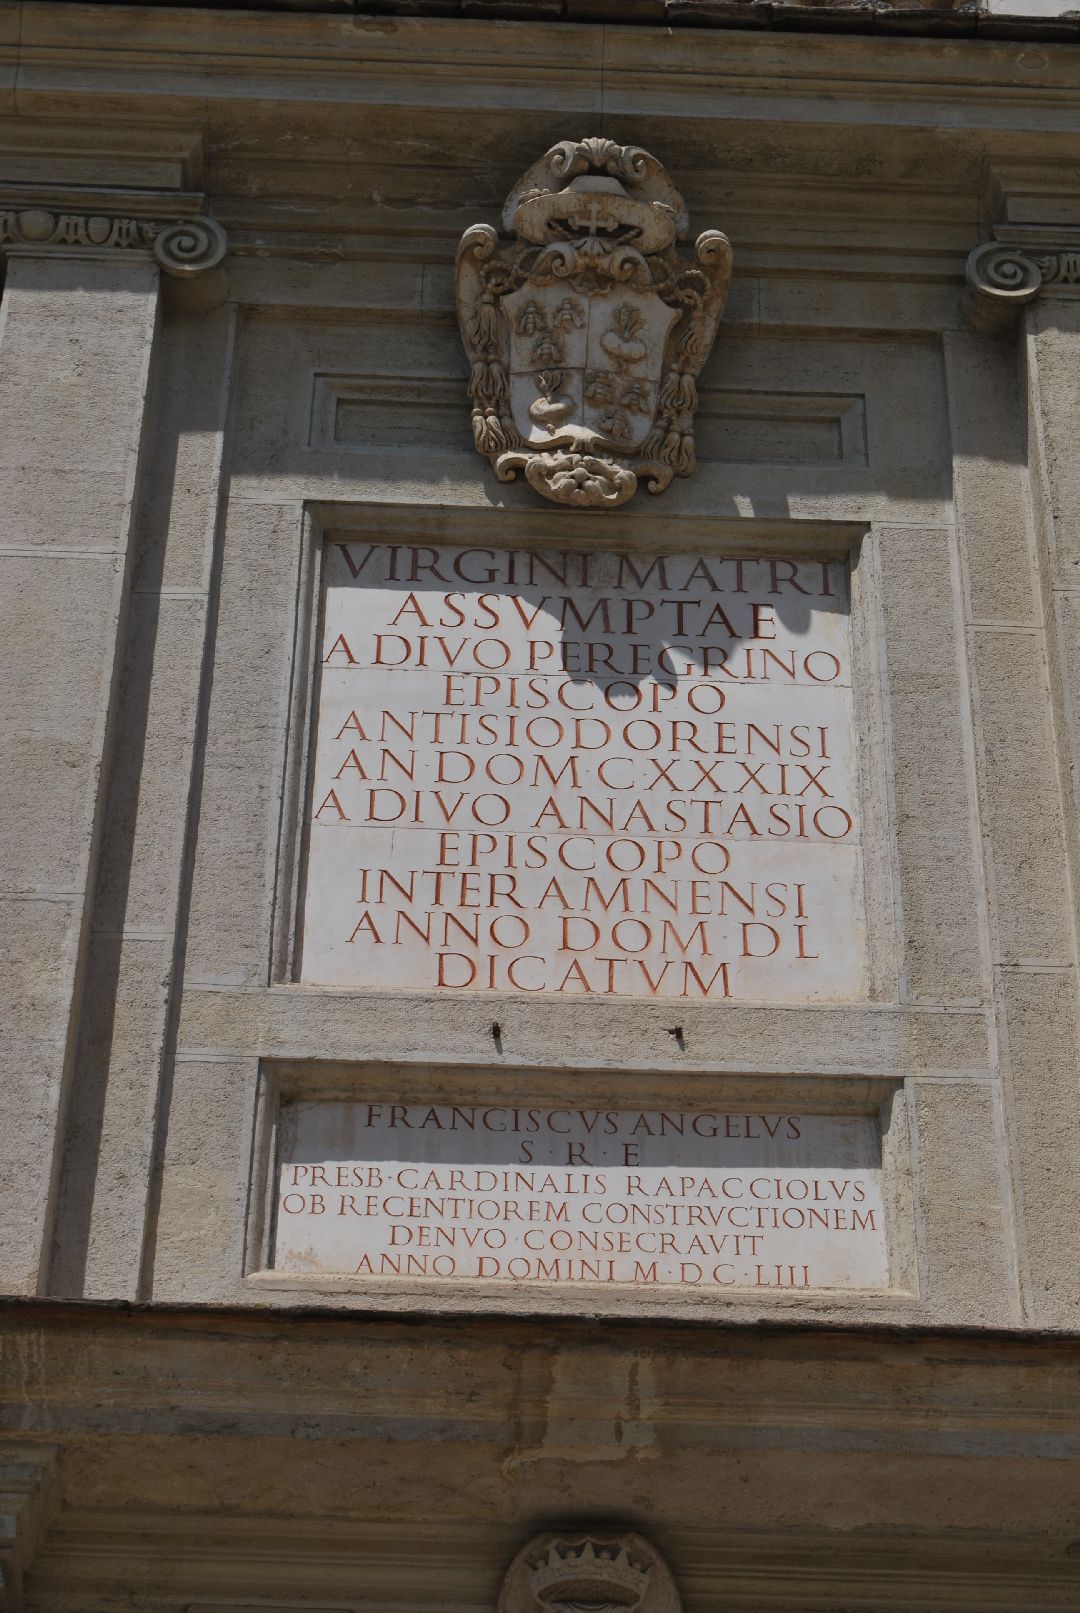 VIRGINI MATRI
ASSVMPTAE
A DIVO PEREGRINO
EPISCOPO
ANTISIODORENSI
AN·DOM·CXXXXIX
A DIVO ANASTASIO
EPISCOPO
INTERAMNENSI
ANNO DOM·DL
DICATVM
FRANCISCVS ANGELVS
S·R·E
PRESB·CARDINALIS RAPACCIOLVS
OB RECENTIOREM CONSTRVCTIONEM
DENVO·CONSECRAVIT
ANNO·DOMINI M·DC·LIII